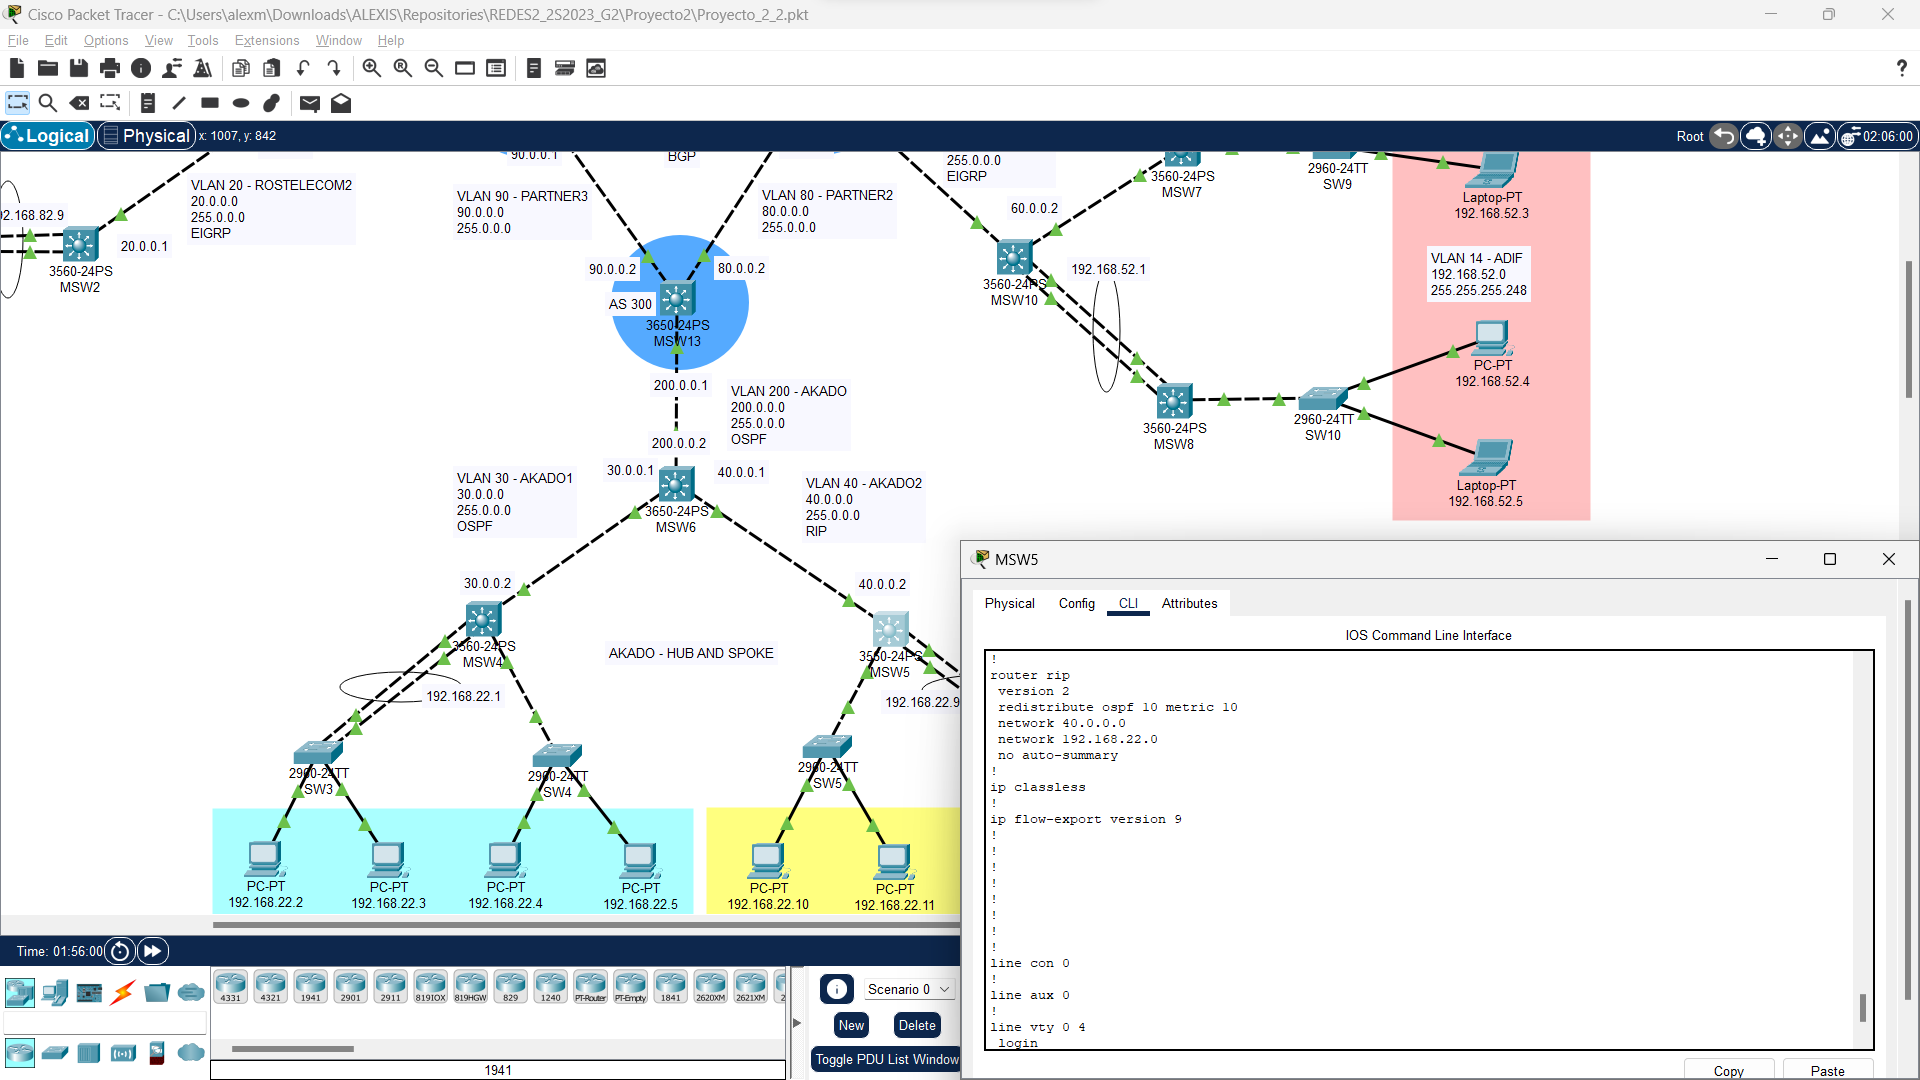 Cisco Packet Tracer - C:\Users\alexm\Downloads\ALEXIS\Repositories\REDES2_2S2023_G2\Proyecto2\Proyecto_2_2.pkt
File Edit Options View Tools Extensions Window Help
Logical Physical x: 1007, y: 842
Root 02:06:00
90.0.0.1
BGP
255.0.0.0
EIGRP
3560-24PS
MSW7
2960-24TT
SW9
Laptop-PT
192.168.52.3
VLAN 20 - ROSTELECOM2
20.0.0.0
255.0.0.0
EIGRP
VLAN 90 - PARTNER3
90.0.0.0
255.0.0.0
VLAN 80 - PARTNER2
80.0.0.0
255.0.0.0
60.0.0.2
2.168.82.9
20.0.0.1
3560-24PS
MSW2
90.0.0.2
80.0.0.2
AS 300
3650-24PS
MSW13
3560-24PS
MSW10
192.168.52.1
VLAN 14 - ADIF
192.168.52.0
255.255.255.248
PC-PT
192.168.52.4
200.0.0.1
VLAN 200 - AKADO
200.0.0.0
255.0.0.0
OSPF
200.0.0.2
3560-24PS
MSW8
2960-24TT
SW10
Laptop-PT
192.168.52.5
30.0.0.1
40.0.0.1
VLAN 30 - AKADO1
30.0.0.0
255.0.0.0
OSPF
3650-24PS
MSW6
VLAN 40 - AKADO2
40.0.0.0
255.0.0.0
RIP
30.0.0.2
40.0.0.2
3560-24PS
MSW4
AKADO - HUB AND SPOKE
3560-24PS
MSW5
192.168.22.1
192.168.22.9
2960-24TT
SW3
2960-24TT
SW4
2960-24TT
SW5
PC-PT
192.168.22.2
PC-PT
192.168.22.3
PC-PT
192.168.22.4
PC-PT
192.168.22.5
PC-PT
192.168.22.10
PC-PT
192.168.22.11
MSW5
Physical Config CLI Attributes
IOS Command Line Interface
!
router rip
version 2
redistribute ospf 10 metric 10
network 40.0.0.0
network 192.168.22.0
no auto-summary
!
ip classless
!
ip flow-export version 9
!
!
!
!
!
!
!
!
line con 0
!
line aux 0
!
line vty 0 4
login
Copy Paste
Time: 01:56:00
4331 4321 1941 2901 2911 819IOX 819HGW 829 1240 PT-Router PT-Empty 1841 2620XM 2621XM 2
1941
Scenario 0
New Delete
Toggle PDU List Window